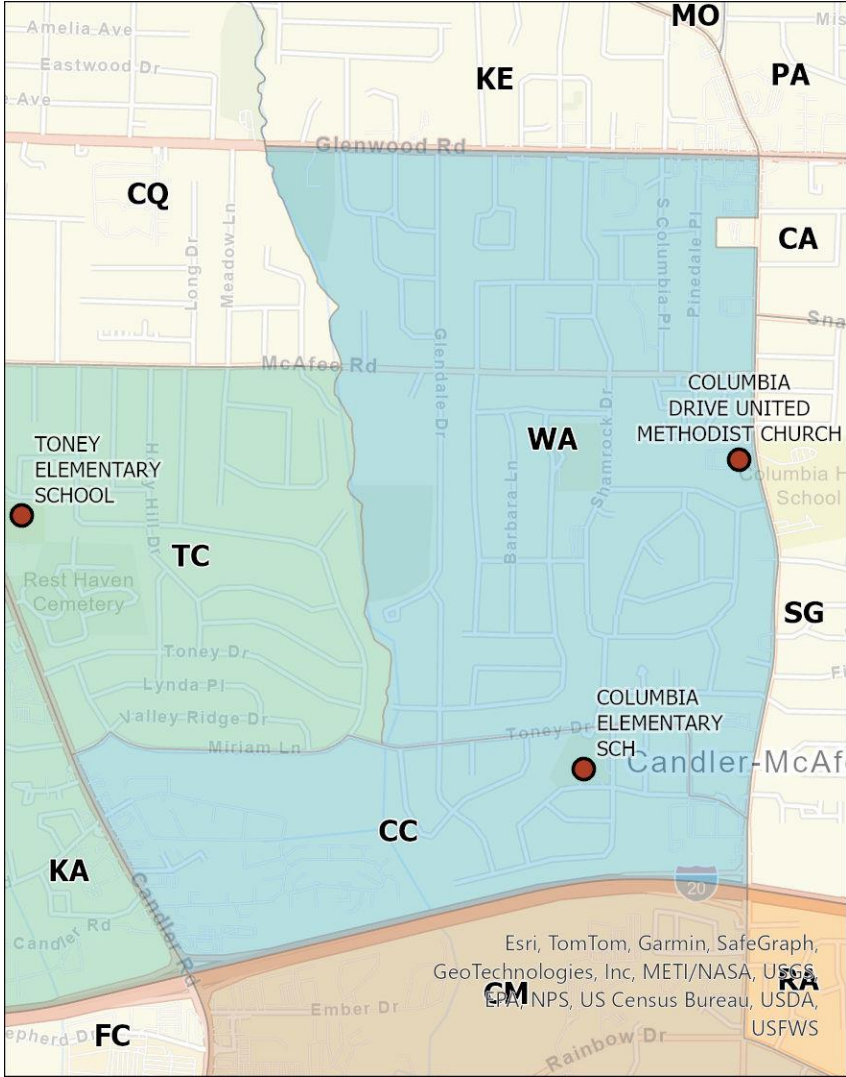 MO
Amelia Ave
KE
PA
Eastwood Dr
Ave
Glenwood Rd
CQ
Long Dr
Meadow Ln
S Columbia Pl
Pinedale Pl
CA
McAfee Rd
Glendale Dr
COLUMBIA
DRIVE UNITED
METHODIST CHURCH
WA
Shamrock Dr
Barbara Ln
TONEY
ELEMENTARY
SCHOOL
Columbia H
School
TC
Rest Haven
Cemetery
SG
Toney Dr
Lynda Pl
Valley Ridge Dr
Miriam Ln
COLUMBIA
ELEMENTARY
SCH
Toney Dr
Candler-McAf
CC
KA
20
Candler Rd
Candler Rd
Esri, TomTom, Garmin, SafeGraph,
GeoTechnologies, Inc, METI/NASA, USGS,
EPA, NPS, US Census Bureau, USDA,
USFWS
CM
RA
Ember Dr
FC
epherd Dr
Rainbow Dr